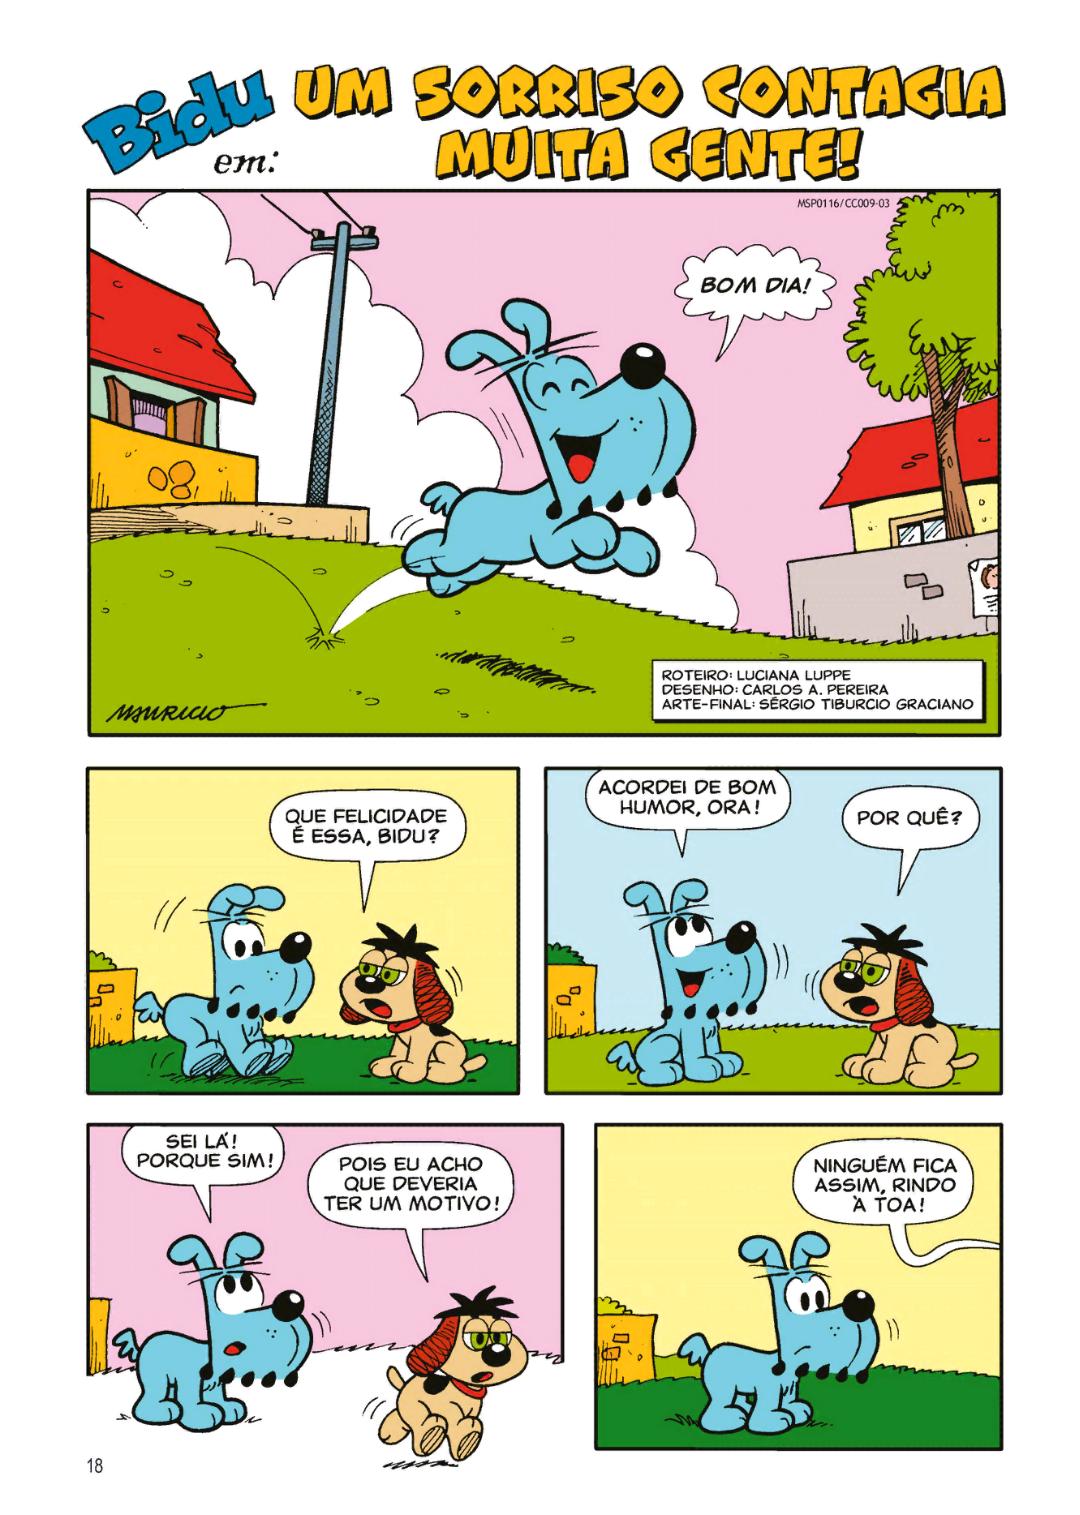 Bidu
em:
UM SORRISO CONTAGIA
MUITA GENTE!
MSP0116/CC009-03
BOM DIA!
ROTEIRO: LUCIANA LUPPE
DESENHO: CARLOS A. PEREIRA
ARTE-FINAL: SÉRGIO TIBURCIO GRACIANO
MAURICIO
QUE FELICIDADE
É ESSA, BIDU?
ACORDEI DE BOM
HUMOR, ORA!
POR QUÊ?
SEI LÁ!
PORQUE SIM!
POIS EU ACHO
QUE DEVERIA
TER UM MOTIVO!
NINGUÉM FICA
ASSIM, RINDO
À TOA!
18